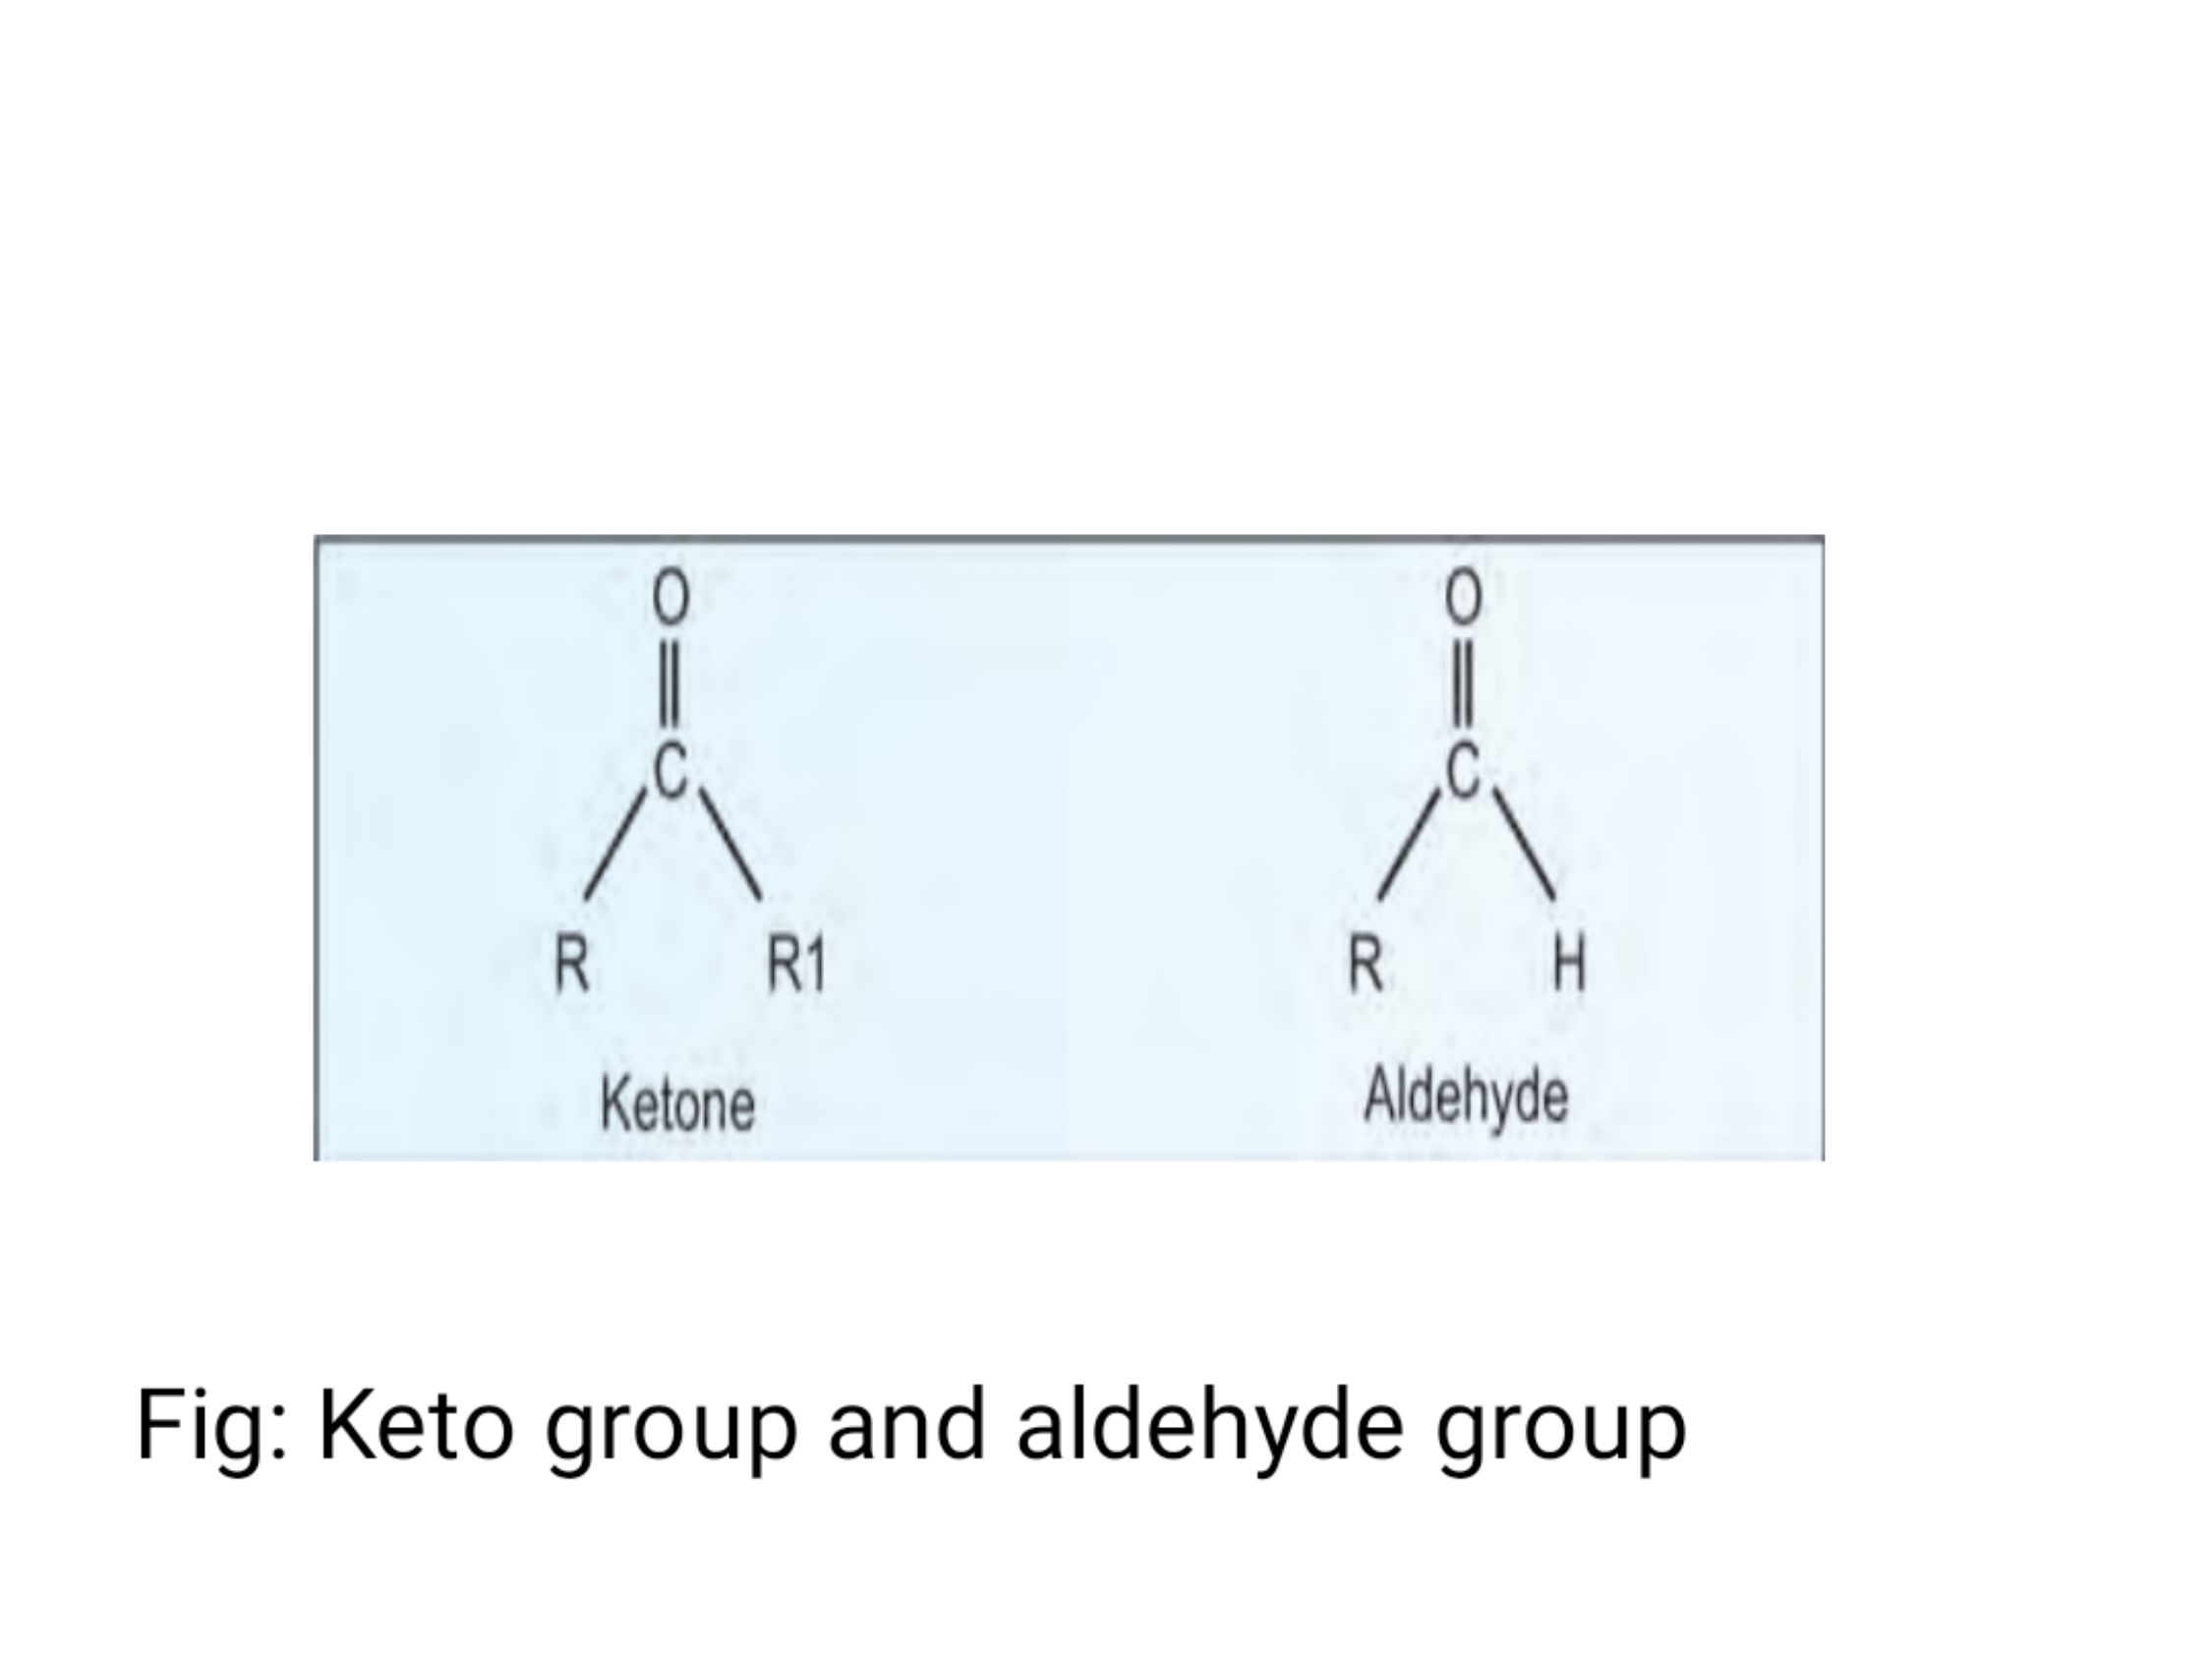 O O
C C
R R1 R H
Ketone Aldehyde
Fig: Keto group and aldehyde group